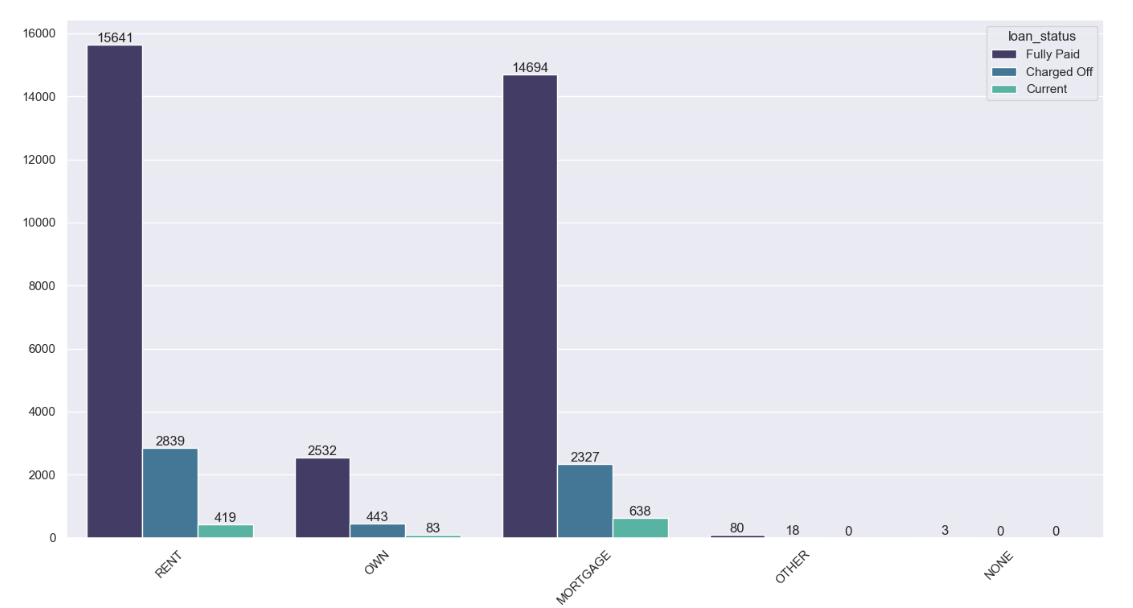 16000
14000
12000
10000
8000
6000
4000
2000
0
15641
2839
419
2532
443
83
14694
2327
638
80
18
0
3
0
0
RENT
OWN
MORTGAGE
OTHER
NONE
loan_status
Fully Paid
Charged Off
Current